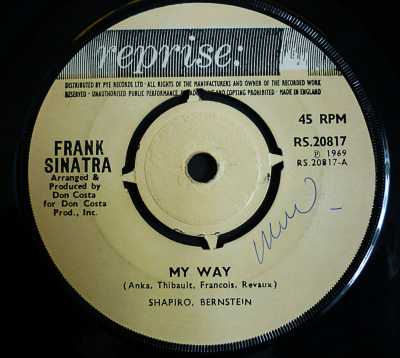 reprise:
DISTRIBUTED BY PYE RECORDS LTD · ALL RIGHTS OF THE MANUFACTURERS AND OWNER OF THE RECORDED WORK
RESERVED · UNAUTHORISED PUBLIC PERFORMANCE AND COPYING PROHIBITED · MADE IN ENGLAND
45 RPM
RS.20817
℗ 1969
RS.20817-A
FRANK
SINATRA
Arranged &
Produced by
Don Costa
for Don Costa
Prod., Inc.
MY WAY
(Anka, Thibault, Francois, Revaux)
SHAPIRO, BERNSTEIN